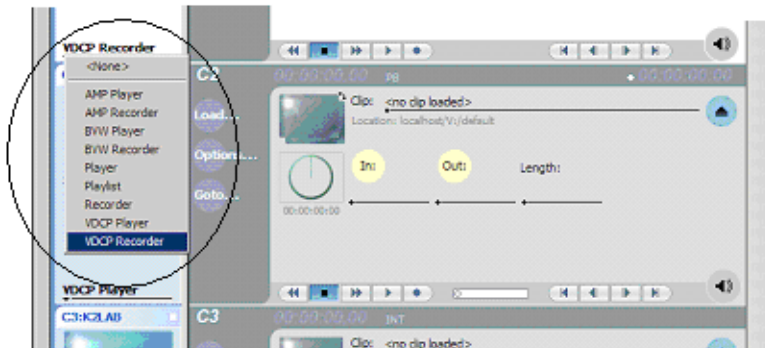 VDCP Recorder
<None>
AMP Player
AMP Recorder
BVW Player
BVW Recorder
Player
Playlist
Recorder
VDCP Player
VDCP Recorder
VDCP Player
C3:K2LAB
C2
00:00:00.00 PB
00:00:00:00
Load...
Options...
Goto...
Clip: <no clip loaded>
Location: localhost/V:/default
In:
Out:
Length:
00:00:00:00
C3
00:00:00.00 INT
Clip: <no clip loaded>